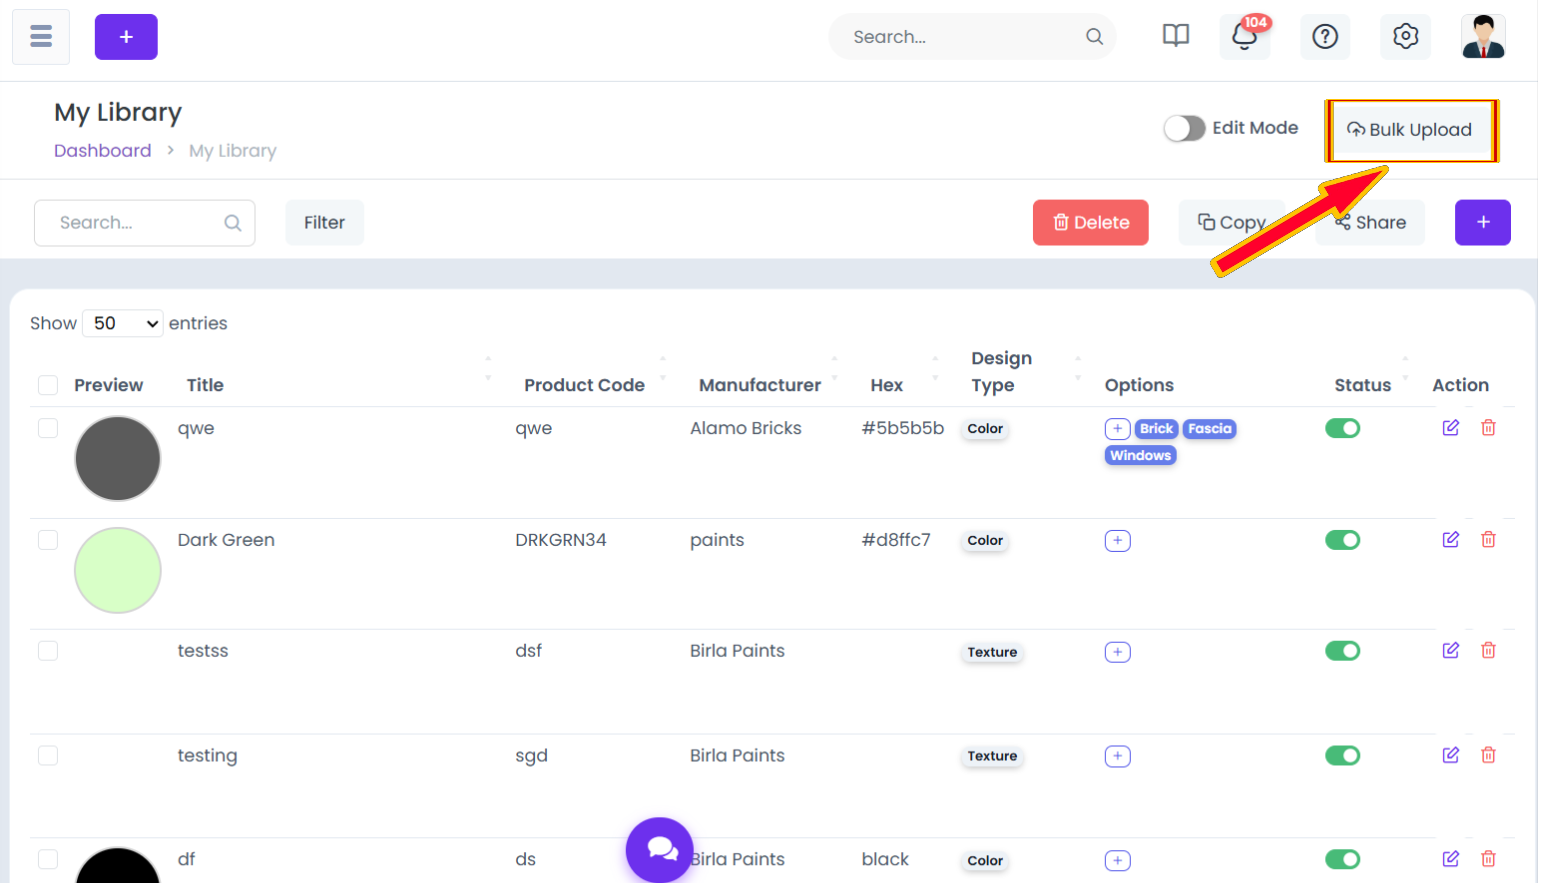 +
Search...
104
My Library
Dashboard > My Library
Edit Mode
Bulk Upload
Search...
Filter
Delete
Copy
Share
+
Show 50 entries
Preview
Title
Product Code
Manufacturer
Hex
Design
Type
Options
Status
Action
qwe
qwe
Alamo Bricks
#5b5b5b
Color
+
Brick
Fascia
Windows
Dark Green
DRKGRN34
paints
#d8ffc7
Color
+
testss
dsf
Birla Paints
Texture
+
testing
sgd
Birla Paints
Texture
+
df
ds
Birla Paints
black
Color
+